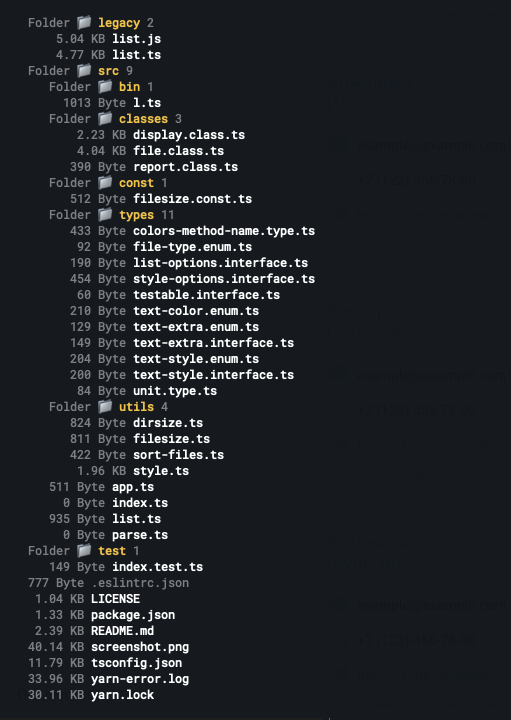 Folder 📁 legacy 2
5.04 KB list.js
4.77 KB list.ts
Folder 📁 src 9
Folder 📁 bin 1
1013 Byte l.ts
Folder 📁 classes 3
2.23 KB display.class.ts
4.04 KB file.class.ts
390 Byte report.class.ts
Folder 📁 const 1
512 Byte filesize.const.ts
Folder 📁 types 11
433 Byte colors-method-name.type.ts
92 Byte file-type.enum.ts
190 Byte list-options.interface.ts
454 Byte style-options.interface.ts
60 Byte testable.interface.ts
210 Byte text-color.enum.ts
129 Byte text-extra.enum.ts
149 Byte text-extra.interface.ts
204 Byte text-style.enum.ts
200 Byte text-style.interface.ts
84 Byte unit.type.ts
Folder 📁 utils 4
824 Byte dirsize.ts
811 Byte filesize.ts
422 Byte sort-files.ts
1.96 KB style.ts
511 Byte app.ts
0 Byte index.ts
935 Byte list.ts
0 Byte parse.ts
Folder 📁 test 1
149 Byte index.test.ts
777 Byte .eslintrc.json
1.04 KB LICENSE
1.33 KB package.json
2.39 KB README.md
40.14 KB screenshot.png
11.79 KB tsconfig.json
33.96 KB yarn-error.log
30.11 KB yarn.lock